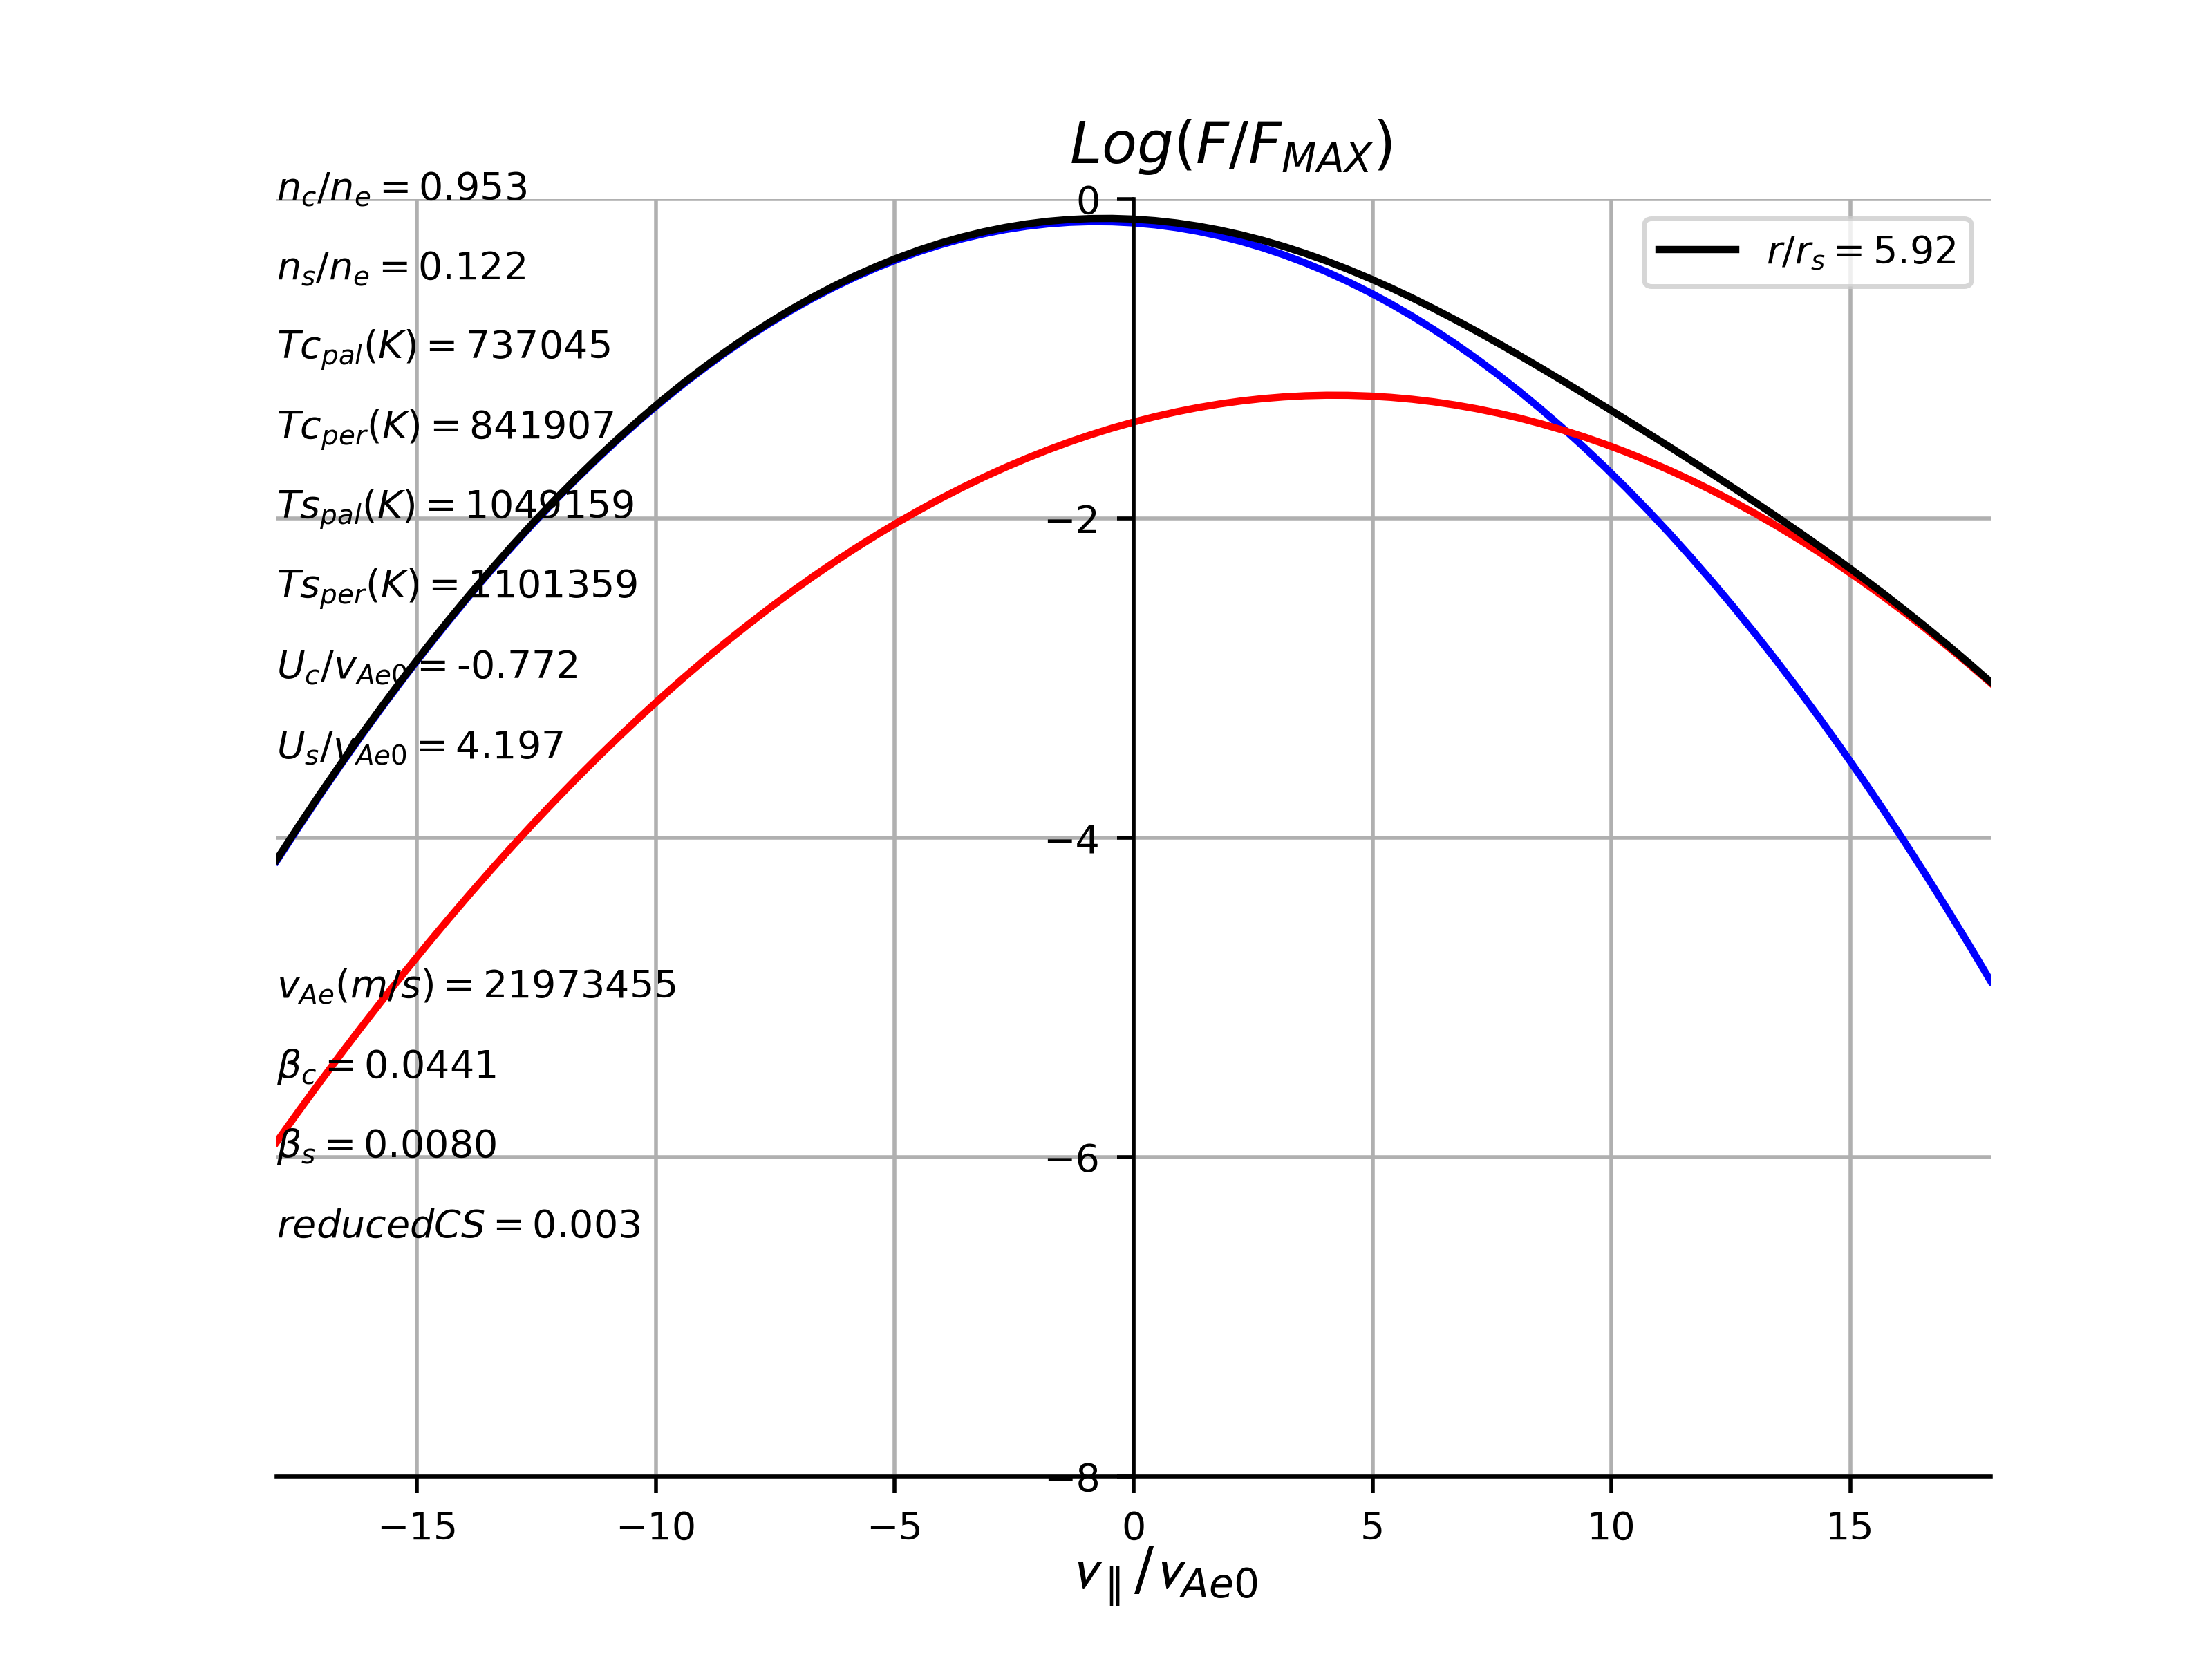 Log(F/F_MAX)
n_c/n_e = 0.953
n_s/n_e = 0.122
Tc_pal(K) = 737045
Tc_per(K) = 841907
Ts_pal(K) = 1049159
Ts_per(K) = 1101359
U_c/v_Ae0 = -0.772
U_s/v_Ae0 = 4.197
v_Ae(m/s) = 21973455
β_c = 0.0441
β_s = 0.0080
reducedCS = 0.003
r/r_s = 5.92
0
−2
−4
−6
−8
−15 −10 −5 0 5 10 15
v_∥/v_Ae0